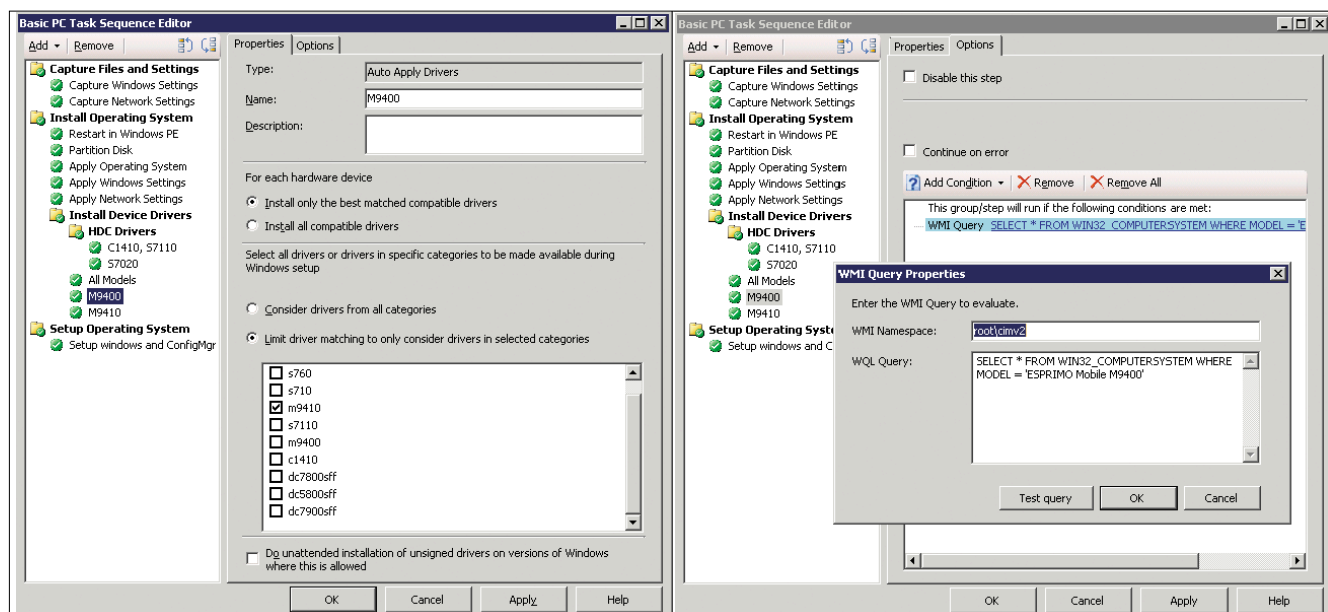 Basic PC Task Sequence Editor
Add
Remove
Capture Files and Settings
Capture Windows Settings
Capture Network Settings
Install Operating System
Restart in Windows PE
Partition Disk
Apply Operating System
Apply Windows Settings
Apply Network Settings
Install Device Drivers
HDC Drivers
C1410, S7110
S7020
All Models
M9400
M9410
Setup Operating System
Setup windows and ConfigMgr
Properties
Options
Type:
Auto Apply Drivers
Name:
M9400
Description:
For each hardware device
Install only the best matched compatible drivers
Install all compatible drivers
Select all drivers or drivers in specific categories to be made available during
Windows setup
Consider drivers from all categories
Limit driver matching to only consider drivers in selected categories
s760
s710
m9410
s7110
m9400
c1410
dc7800sff
dc5800sff
dc7900sff
Do unattended installation of unsigned drivers on versions of Windows
where this is allowed
OK
Cancel
Apply
Help
Basic PC Task Sequence Editor
Add
Remove
Capture Files and Settings
Capture Windows Settings
Capture Network Settings
Install Operating System
Restart in Windows PE
Partition Disk
Apply Operating System
Apply Windows Settings
Apply Network Settings
Install Device Drivers
HDC Drivers
C1410, S7110
S7020
All Models
M9400
M9410
Setup Operating Syste
Setup windows and C
Properties
Options
Disable this step
Continue on error
Add Condition
Remove
Remove All
This group/step will run if the following conditions are met:
WMI Query SELECT * FROM WIN32_COMPUTERSYSTEM WHERE MODEL = 'E
WMI Query Properties
Enter the WMI Query to evaluate.
WMI Namespace:
root\cimv2
WQL Query:
SELECT * FROM WIN32_COMPUTERSYSTEM WHERE
MODEL = 'ESPRIMO Mobile M9400'
Test query
OK
Cancel
OK
Cancel
Apply
Help